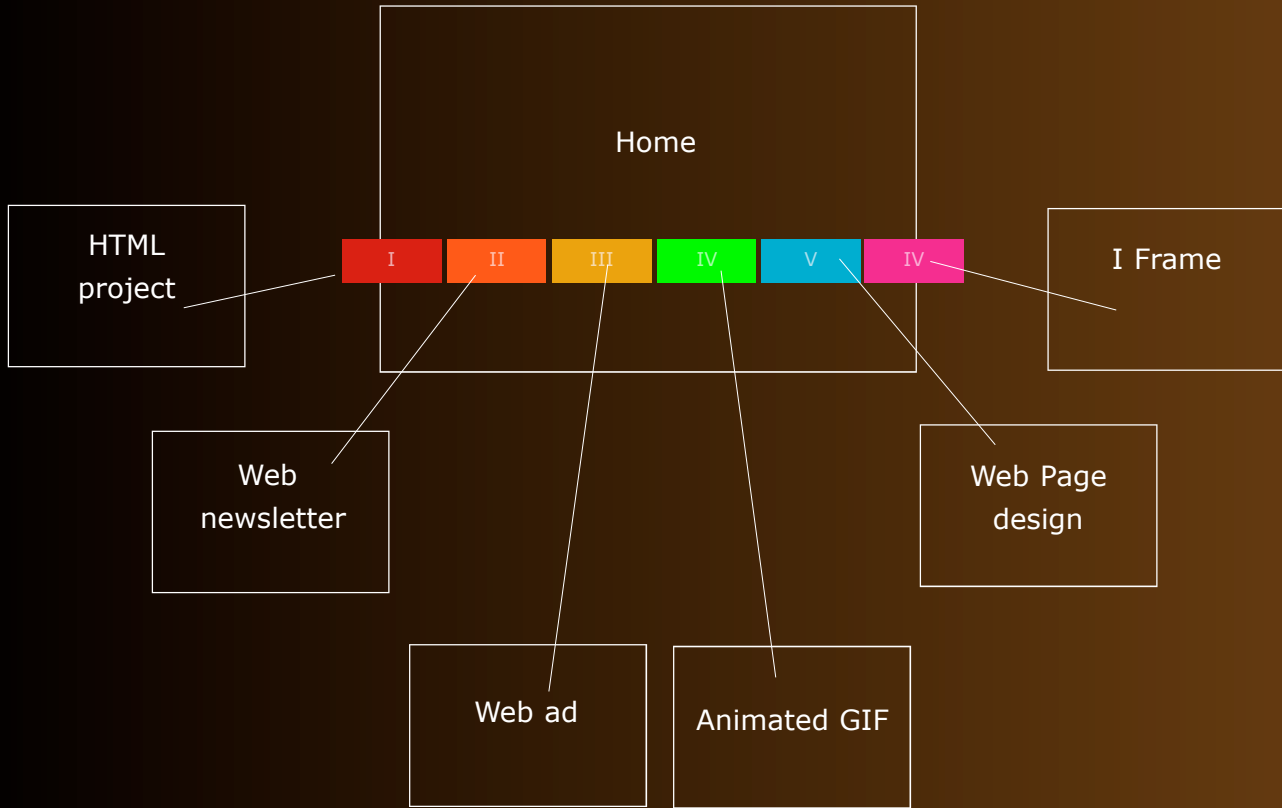 Home
HTML
project
I
II
III
IV
V
IV
I Frame
Web
newsletter
Web Page
design
Web ad
Animated GIF